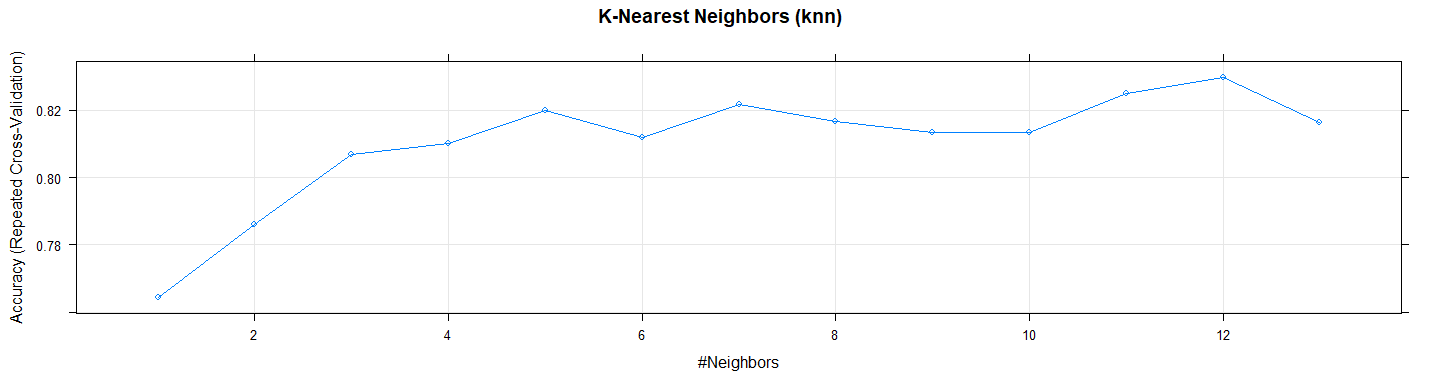 K-Nearest Neighbors (knn)
Accuracy (Repeated Cross-Validation)
0.82
0.80
0.78
2 4 6 8 10 12
#Neighbors